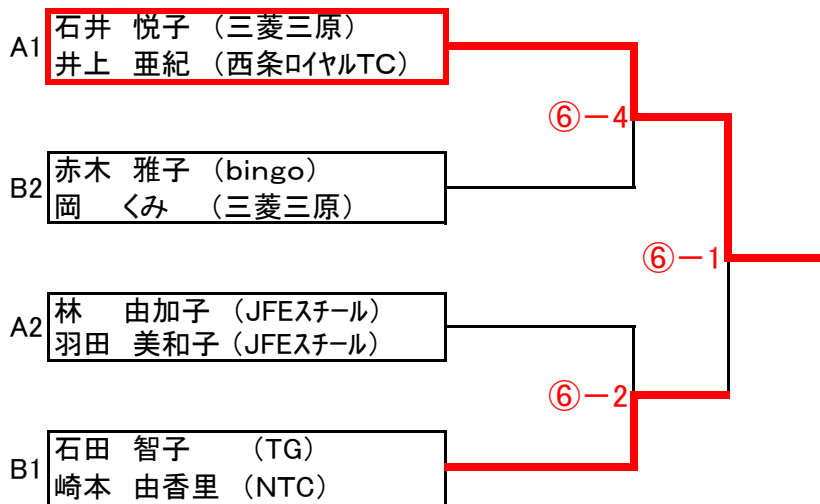 A1
石井 悦子 (三菱三原)
井上 亜紀 (西条ロイヤルTC)
⑥-4
B2
赤木 雅子 (bingo)
岡 くみ (三菱三原)
⑥-1
A2
林 由加子 (JFEスチール)
羽田 美和子 (JFEスチール)
⑥-2
B1
石田 智子 (TG)
崎本 由香里 (NTC)